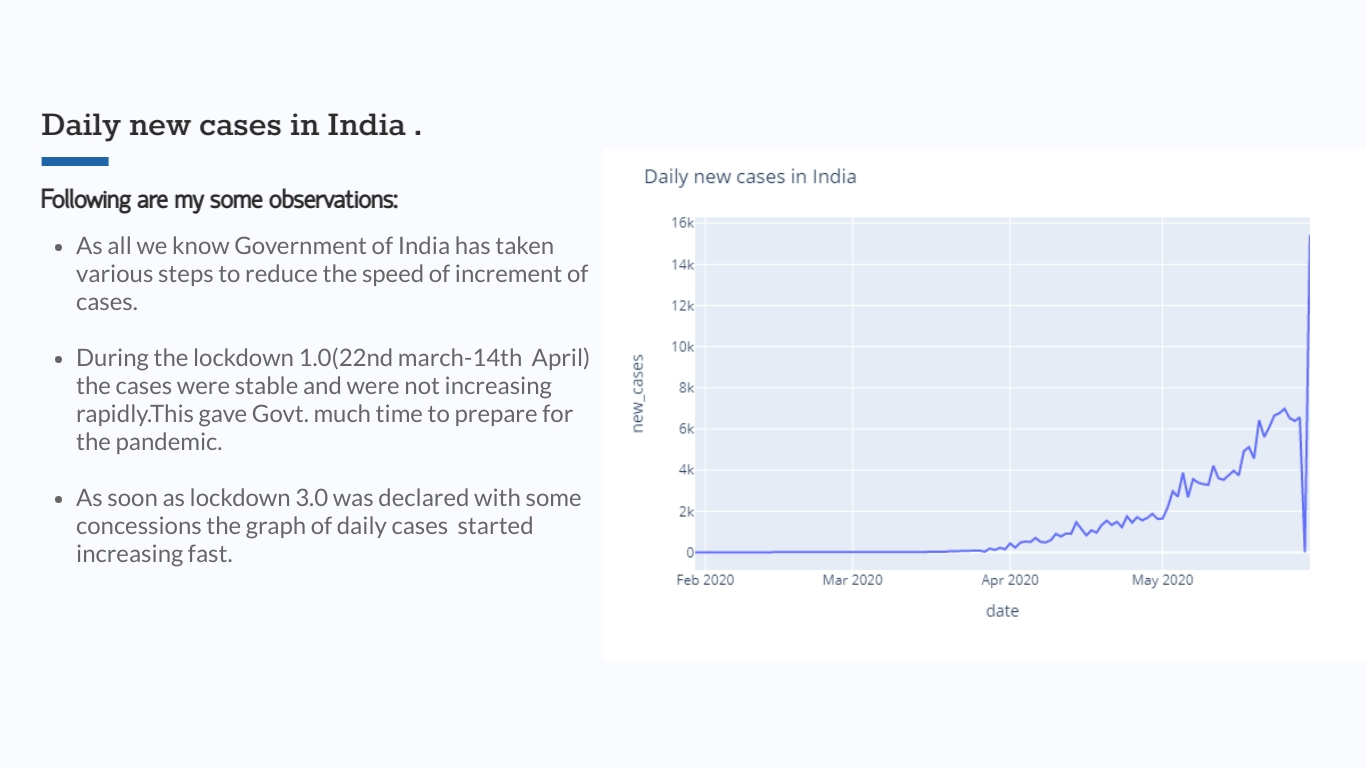 Daily new cases in India .
Following are my some observations:
• As all we know Government of India has taken
various steps to reduce the speed of increment of
cases.
• During the lockdown 1.0(22nd march-14th  April)
the cases were stable and were not increasing
rapidly.This gave Govt. much time to prepare for
the pandemic.
• As soon as lockdown 3.0 was declared with some
concessions the graph of daily cases  started
increasing fast.
Daily new cases in India
16k
14k
12k
10k
8k
6k
4k
2k
0
new_cases
Feb 2020 Mar 2020 Apr 2020 May 2020
date